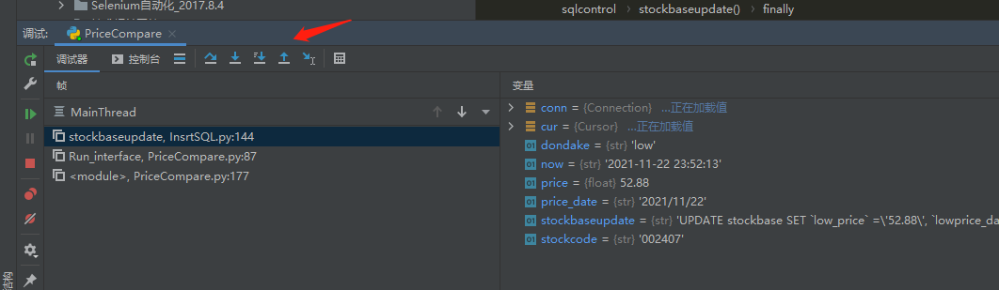 Selenium自动化_2017.8.4
sqlcontrol › stockbaseupdate() › finally
调试: PriceCompare ×
调试器 控制台
帧
变量
MainThread
stockbaseupdate, InsrtSQL.py:144
Run_interface, PriceCompare.py:87
<module>, PriceCompare.py:177
conn = {Connection} ...正在加载值
cur = {Cursor} ...正在加载值
dondake = {str} 'low'
now = {str} '2021-11-22 23:52:13'
price = {float} 52.88
price_date = {str} '2021/11/22'
stockbaseupdate = {str} 'UPDATE stockbase SET `low_price` =\'52.88\', `lowprice_da
stockcode = {str} '002407'
结构